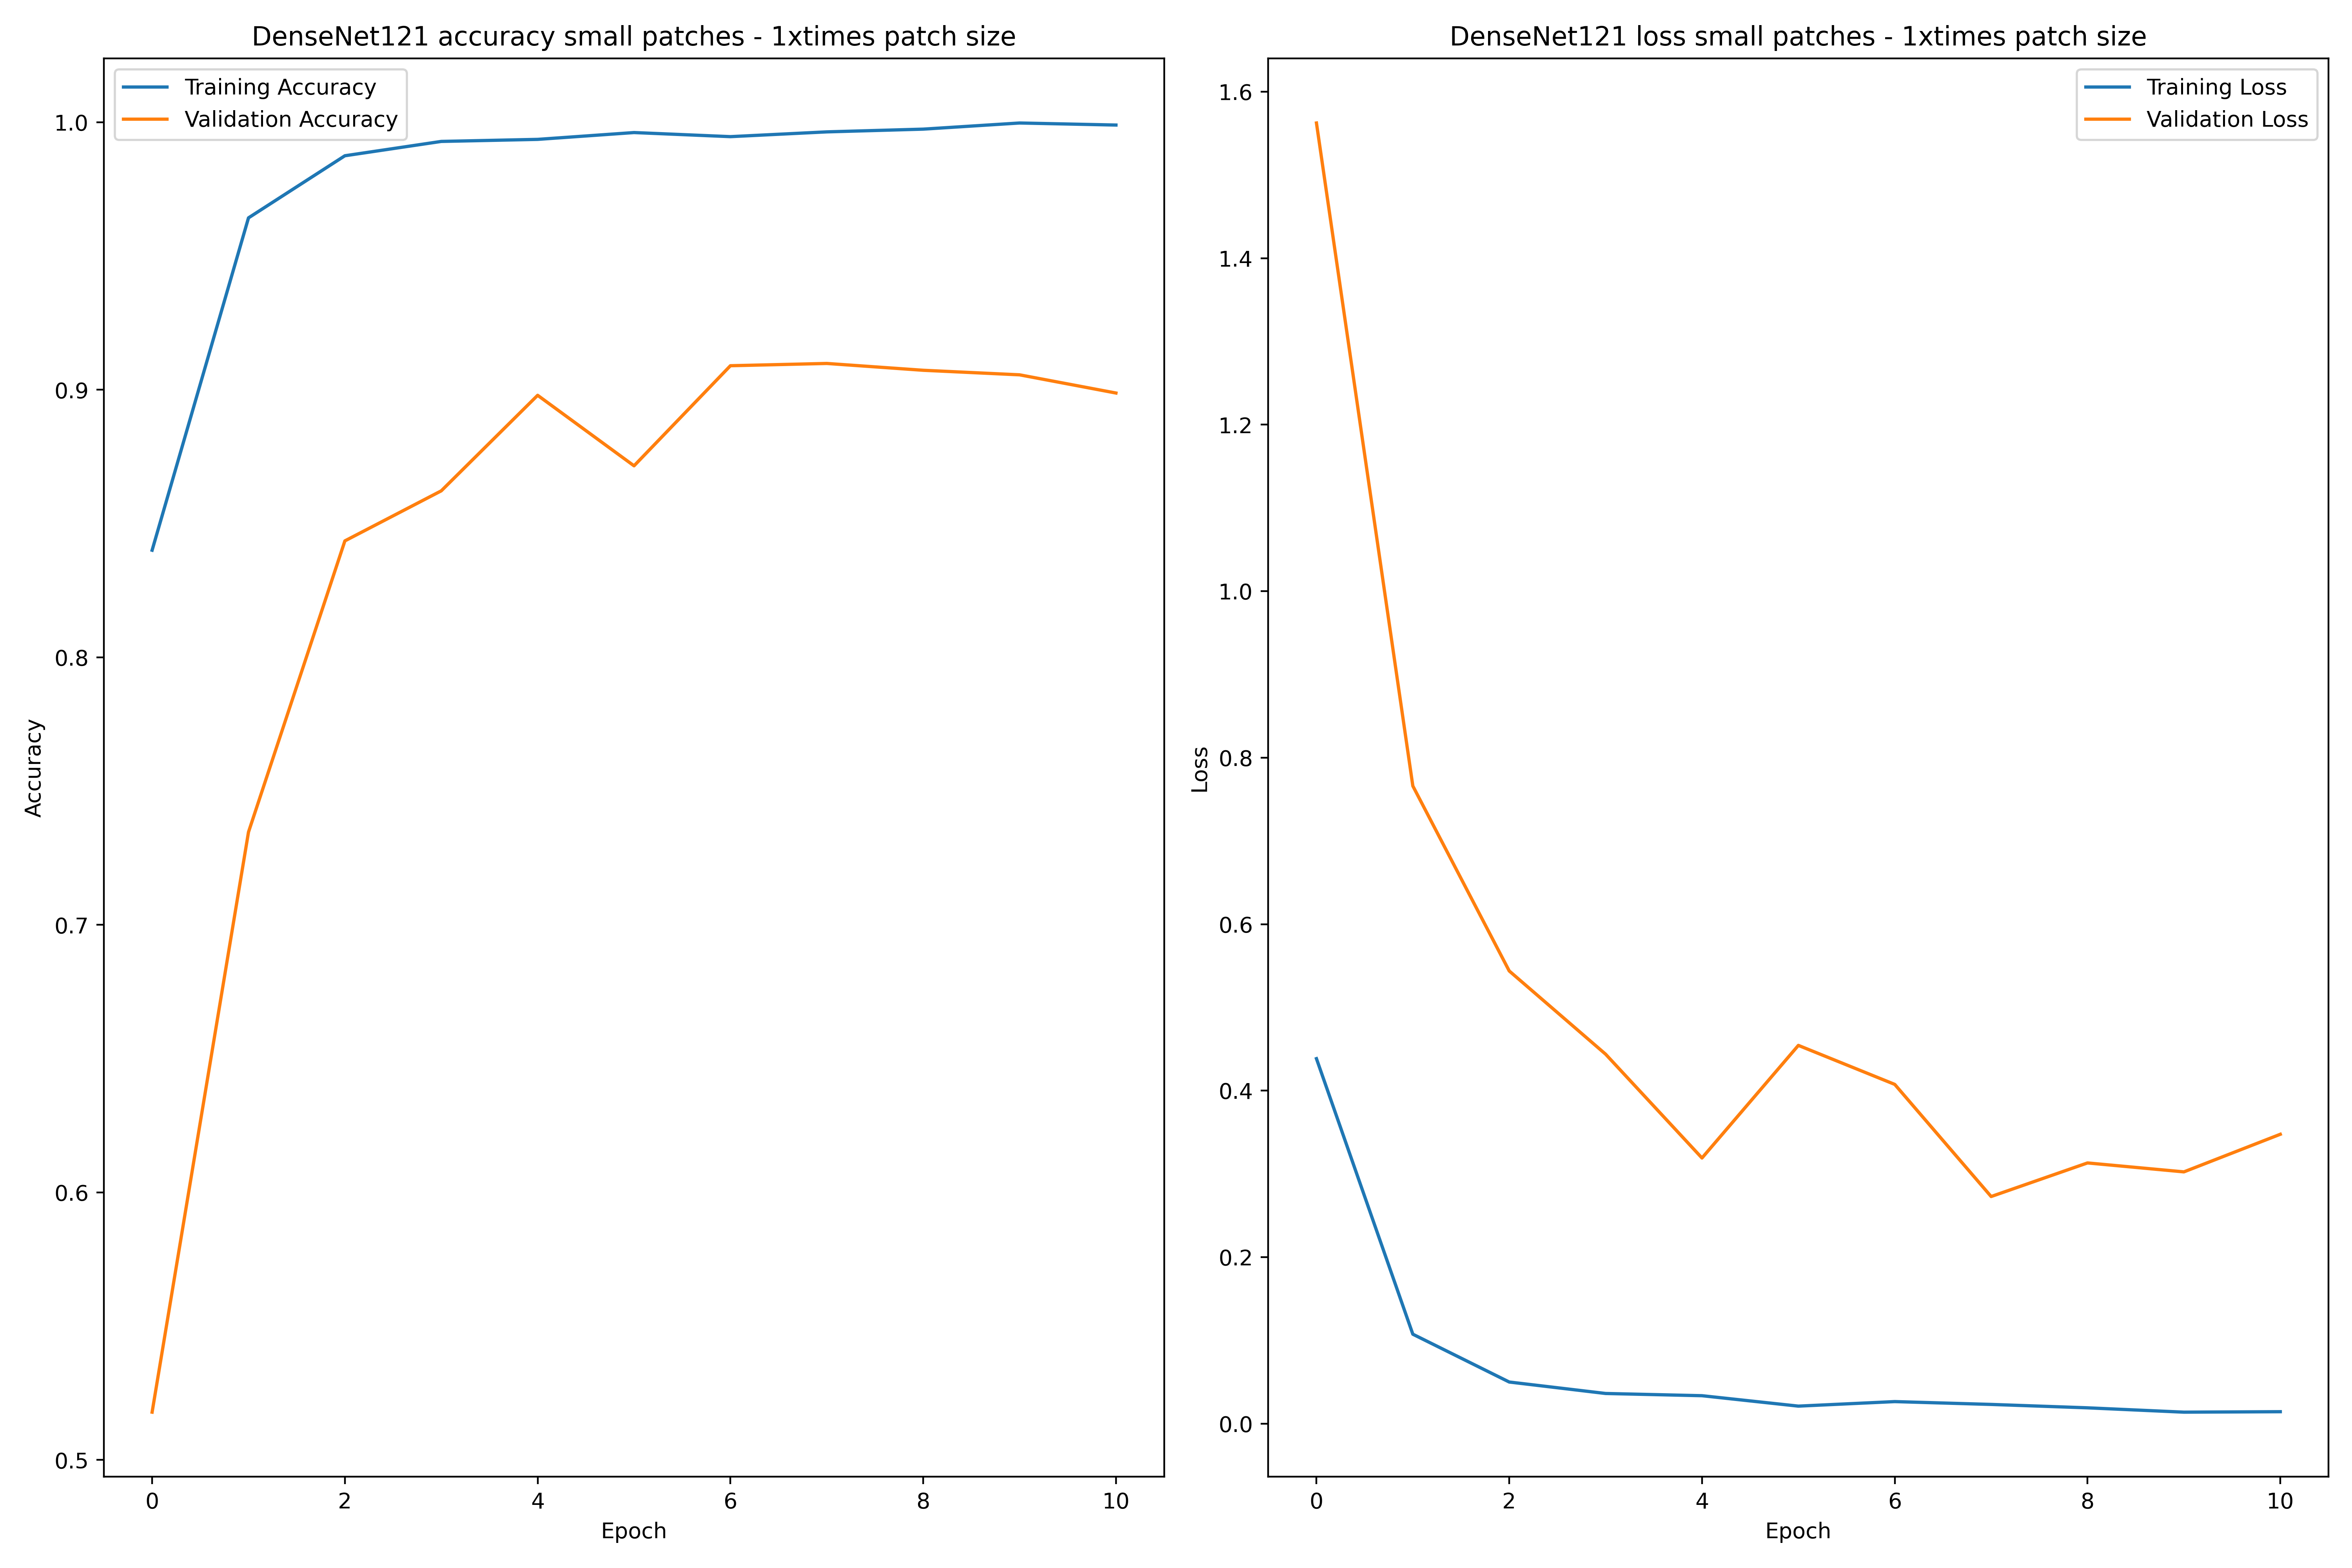 DenseNet121 accuracy small patches - 1xtimes patch size
Training Accuracy
Validation Accuracy
1.0
0.9
0.8
0.7
0.6
0.5
Accuracy
0 2 4 6 8 10
Epoch
DenseNet121 loss small patches - 1xtimes patch size
Training Loss
Validation Loss
1.6
1.4
1.2
1.0
0.8
0.6
0.4
0.2
0.0
Loss
0 2 4 6 8 10
Epoch